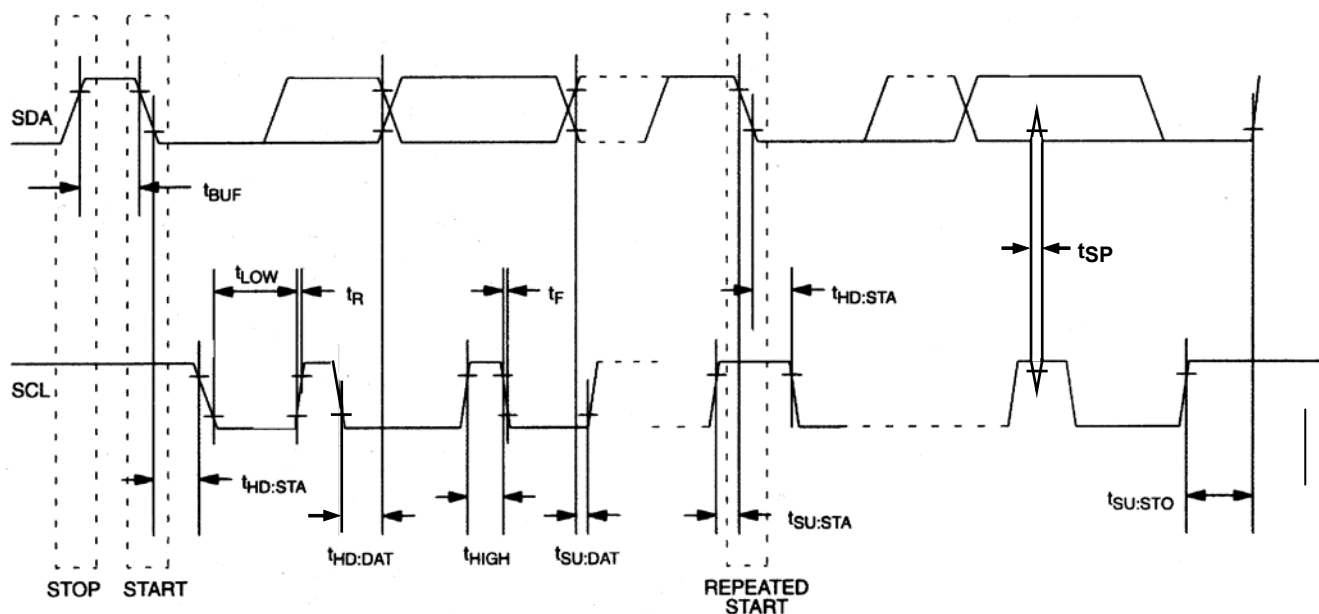 SDA
tBUF
tLOW
tR
tF
tHD:STA
tSP
SCL
tHD:STA
tHD:DAT
tHIGH
tSU:DAT
tSU:STA
tSU:STO
STOP
START
REPEATED
START